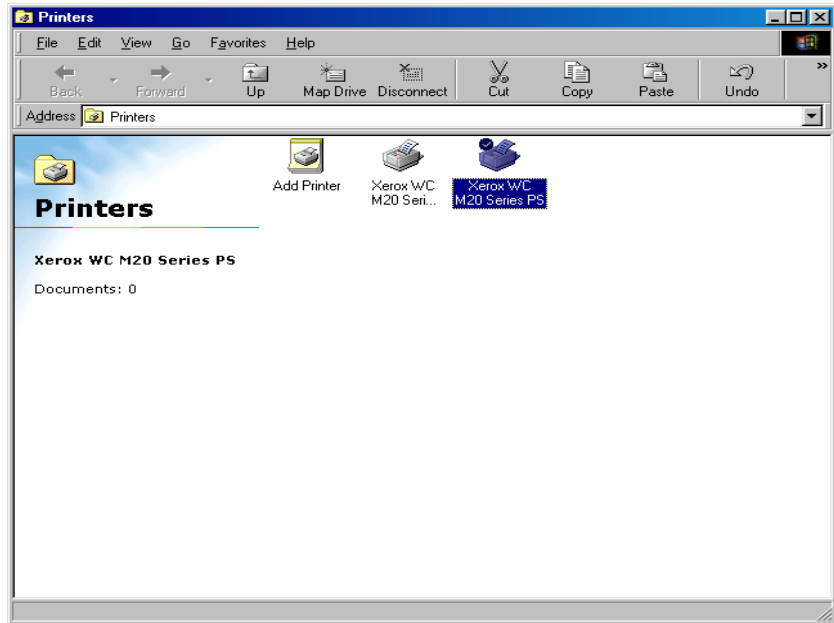 Printers
File Edit View Go Favorites Help
Back Forward Up Map Drive Disconnect Cut Copy Paste Undo »
Address Printers
Printers
Xerox WC M20 Series PS
Documents: 0
Add Printer
Xerox WC
M20 Seri...
Xerox WC
M20 Series PS